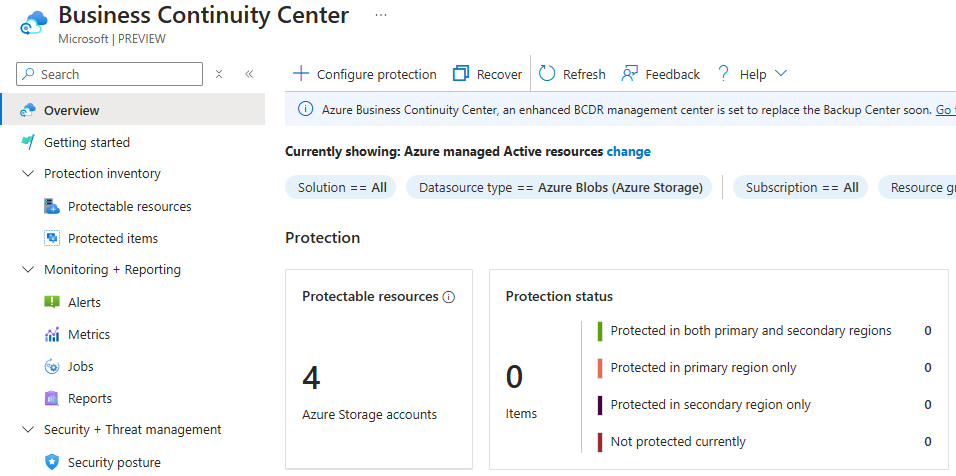 Business Continuity Center ...
Microsoft | PREVIEW
Search
Overview
Getting started
Protection inventory
Protectable resources
Protected items
Monitoring + Reporting
Alerts
Metrics
Jobs
Reports
Security + Threat management
Security posture
Configure protection Recover Refresh Feedback Help
Azure Business Continuity Center, an enhanced BCDR management center is set to replace the Backup Center soon. Go
Currently showing: Azure managed Active resources change
Solution == All Datasource type == Azure Blobs (Azure Storage) Subscription == All Resource gr
Protection
Protectable resources
4
Azure Storage accounts
Protection status
0
Items
Protected in both primary and secondary regions 0
Protected in primary region only 0
Protected in secondary region only 0
Not protected currently 0